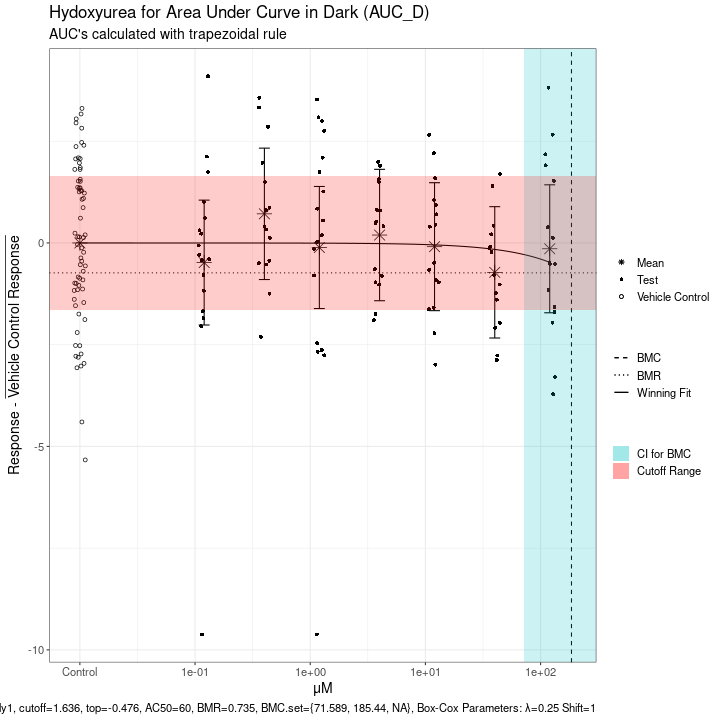 Hydoxyurea for Area Under Curve in Dark (AUC_D)
AUC's calculated with trapezoidal rule
Response - Vehicle Control Response
0
-5
-10
Control
1e-01
1e+00
1e+01
1e+02
μM
Mean
Test
Vehicle Control
BMC
BMR
Winning Fit
CI for BMC
Cutoff Range
cutoff=1.636, top=-0.476, AC50=60, BMR=0.735, BMC.set={71.589, 185.44, NA}, Box-Cox Parameters: λ=0.25 Shift=1